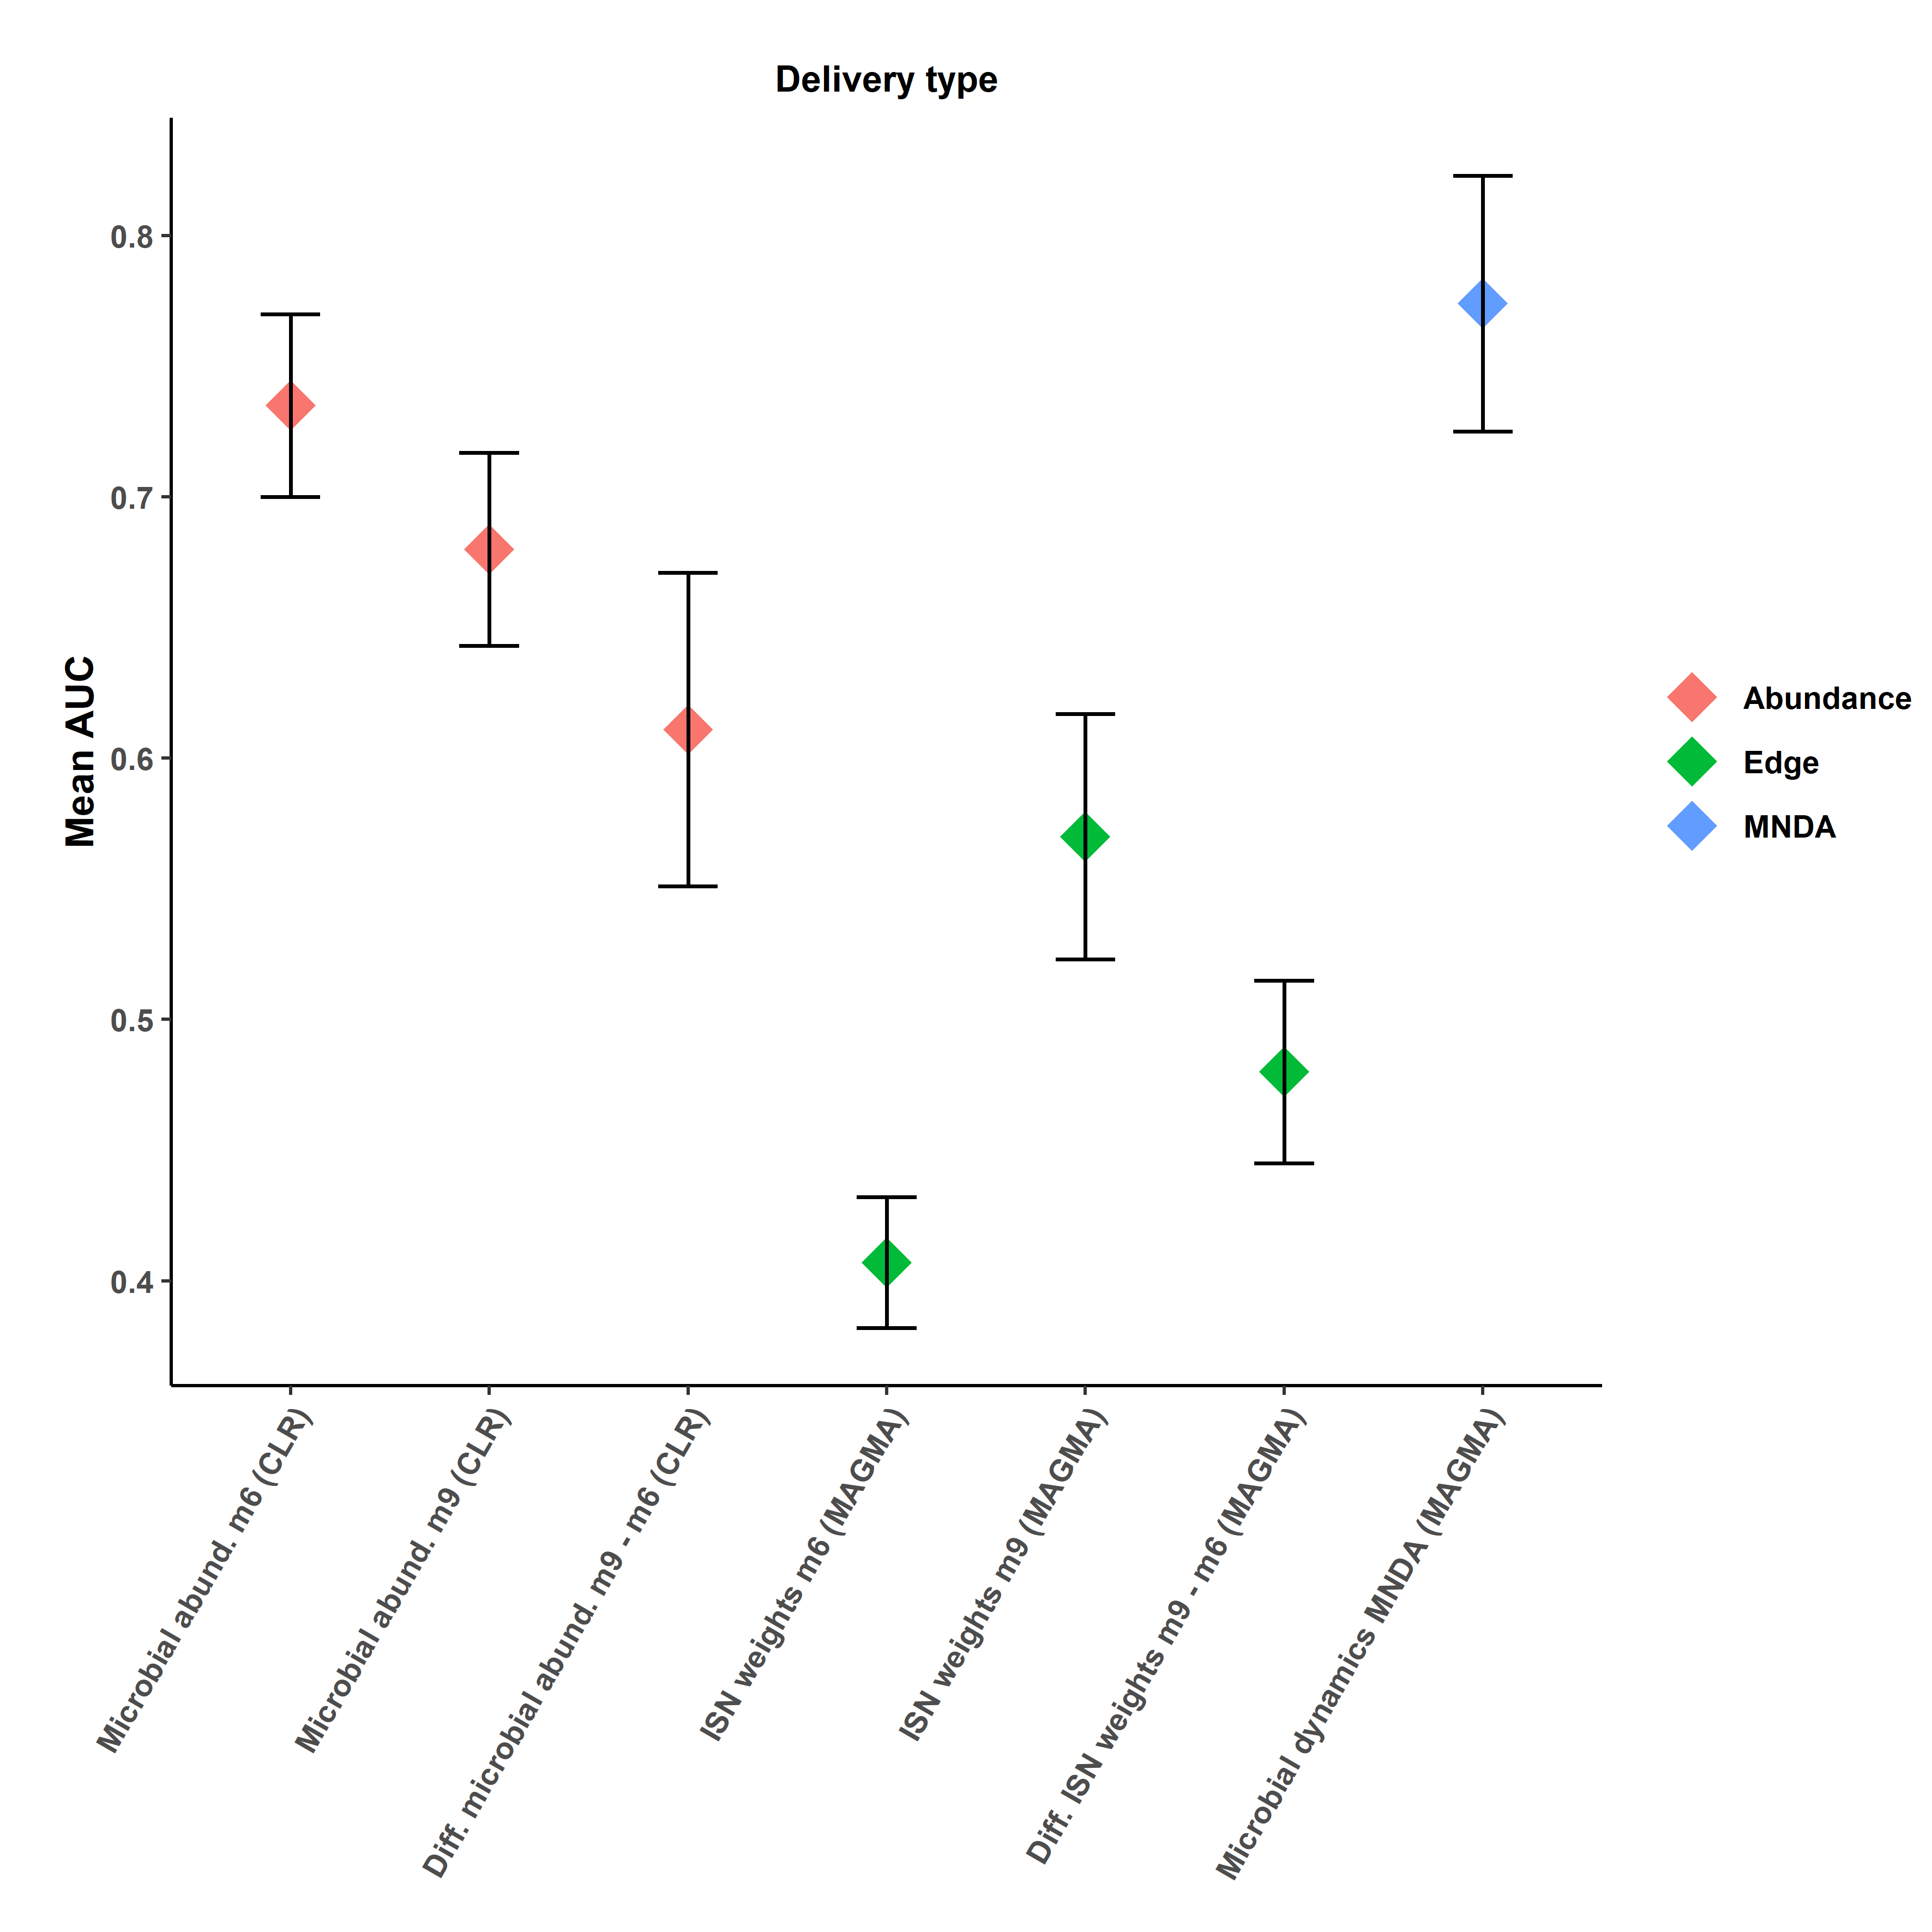 Delivery type
Mean AUC
0.8
0.7
0.6
0.5
0.4
Microbial abund. m6 (CLR)
Microbial abund. m9 (CLR)
Diff. microbial abund. m9 - m6 (CLR)
ISN weights m6 (MAGMA)
ISN weights m9 (MAGMA)
Diff. ISN weights m9 - m6 (MAGMA)
Microbial dynamics MNDA (MAGMA)
Abundance
Edge
MNDA